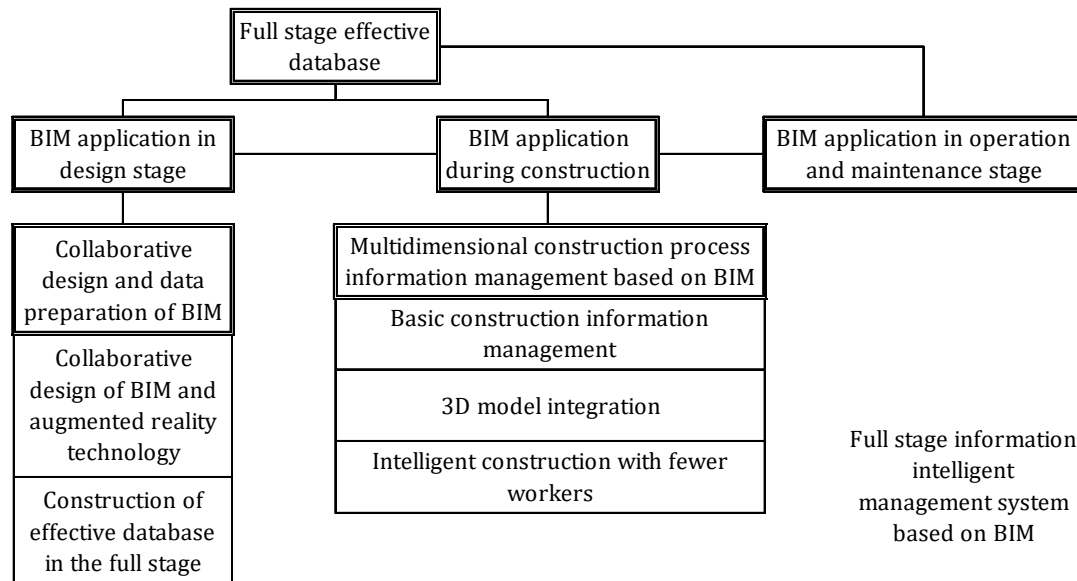 Full stage effective
database
BIM application in
design stage
BIM application
during construction
BIM application in operation
and maintenance stage
Collaborative
design and data
preparation of BIM
Collaborative
design of BIM and
augmented reality
technology
Construction of
effective database
in the full stage
Multidimensional construction process
information management based on BIM
Basic construction information
management
3D model integration
Intelligent construction with fewer
workers
Full stage information
intelligent
management system
based on BIM